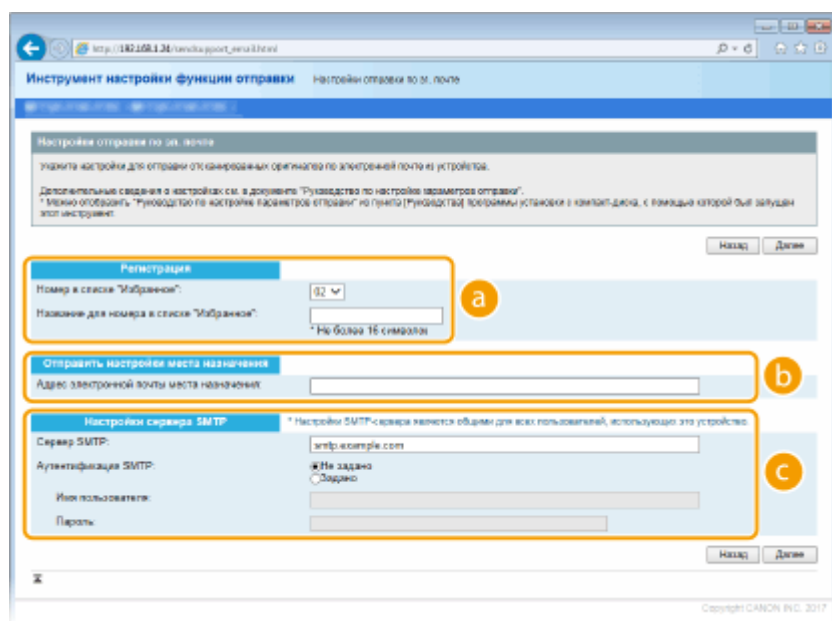 http://192.168.1.24/sendsupport_email.html
Инструмент настройки функции отправки Настройки отправки по эл. почте
Настройки отправки по эл. почте
Укажите настройки для отправки отсканированных оригиналов по электронной почте из устройства.
Дополнительные сведения о настройках см. в документе "Руководство по настройке параметров отправки".
* Можно отобразить "Руководство по настройке параметров отправки" из пункта [Руководства] программы установки с компакт-диска, с помощью которой был запущен
этот инструмент.
Назад Далее
Регистрация
Номер в списке "Избранное": 02
Название для номера в списке "Избранное":
* Не более 16 символов
a
Отправить настройки места назначения
Адрес электронной почты места назначения:
b
Настройки сервера SMTP * Настройки SMTP-сервера являются общими для всех пользователей, использующих это устройство.
Сервер SMTP: smtp.example.com
Аутентификация SMTP: Не задано
Задано
Имя пользователя:
Пароль:
c
Назад Далее
Copyright CANON INC. 2017